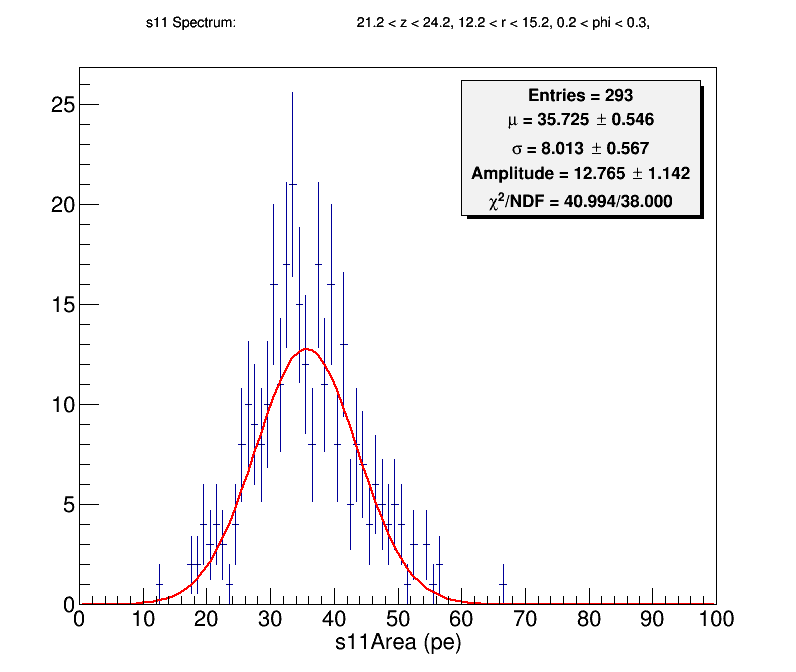 s11 Spectrum: 21.2 < z < 24.2, 12.2 < r < 15.2, 0.2 < phi < 0.3,
Entries = 293
μ = 35.725 ± 0.546
σ = 8.013 ± 0.567
Amplitude = 12.765 ± 1.142
χ²/NDF = 40.994/38.000
25
20
15
10
5
0
0 10 20 30 40 50 60 70 80 90 100
s11Area (pe)